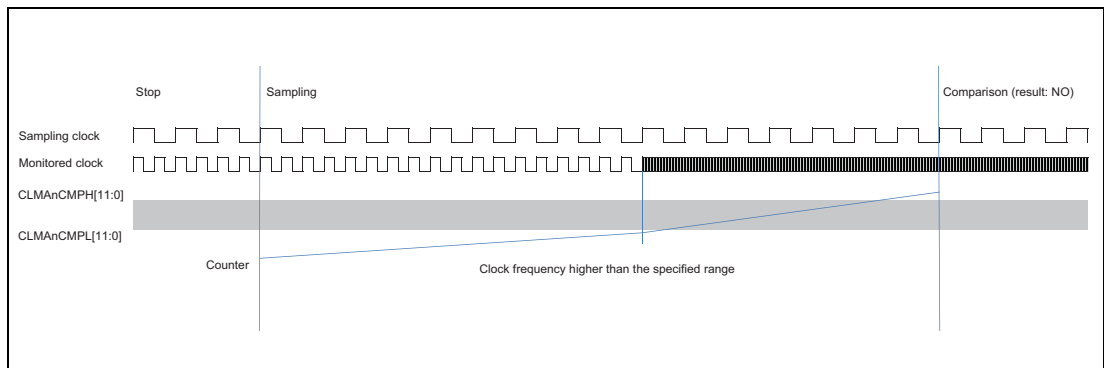 Stop
Sampling
Comparison (result: NO)
Sampling clock
Monitored clock
CLMAnCMPH[11:0]
CLMAnCMPL[11:0]
Counter
Clock frequency higher than the specified range